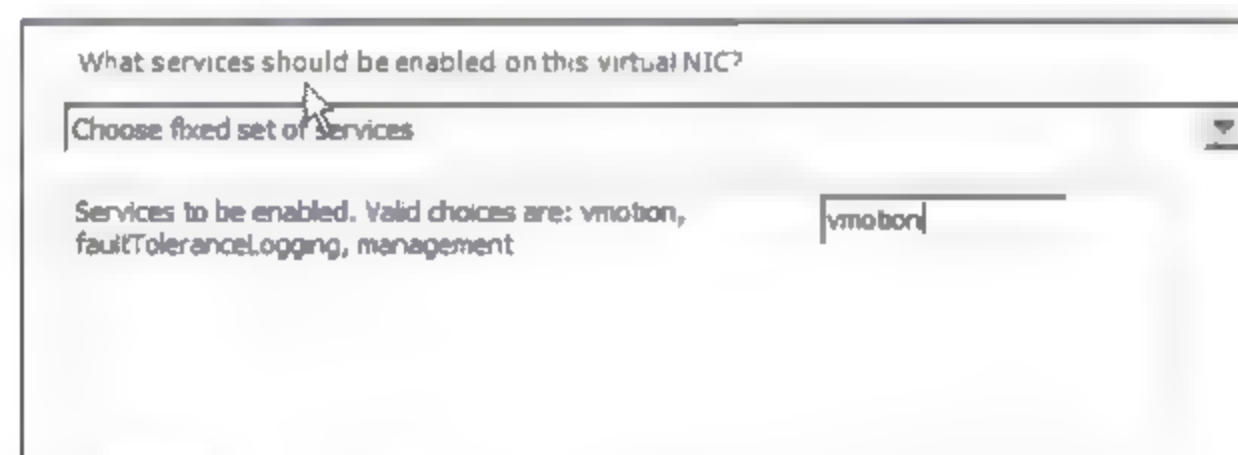 What services should be enabled on this virtual NIC?
Choose fixed set of services
Services to be enabled. Valid choices are: vmotion,
faultToleranceLogging, management
vmotion